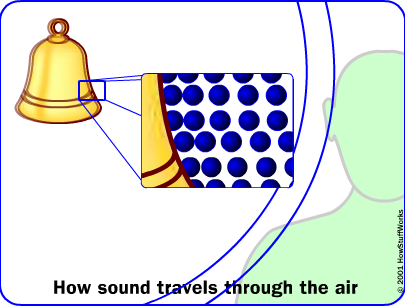 How sound travels through the air
© 2001 HowStuffWorks